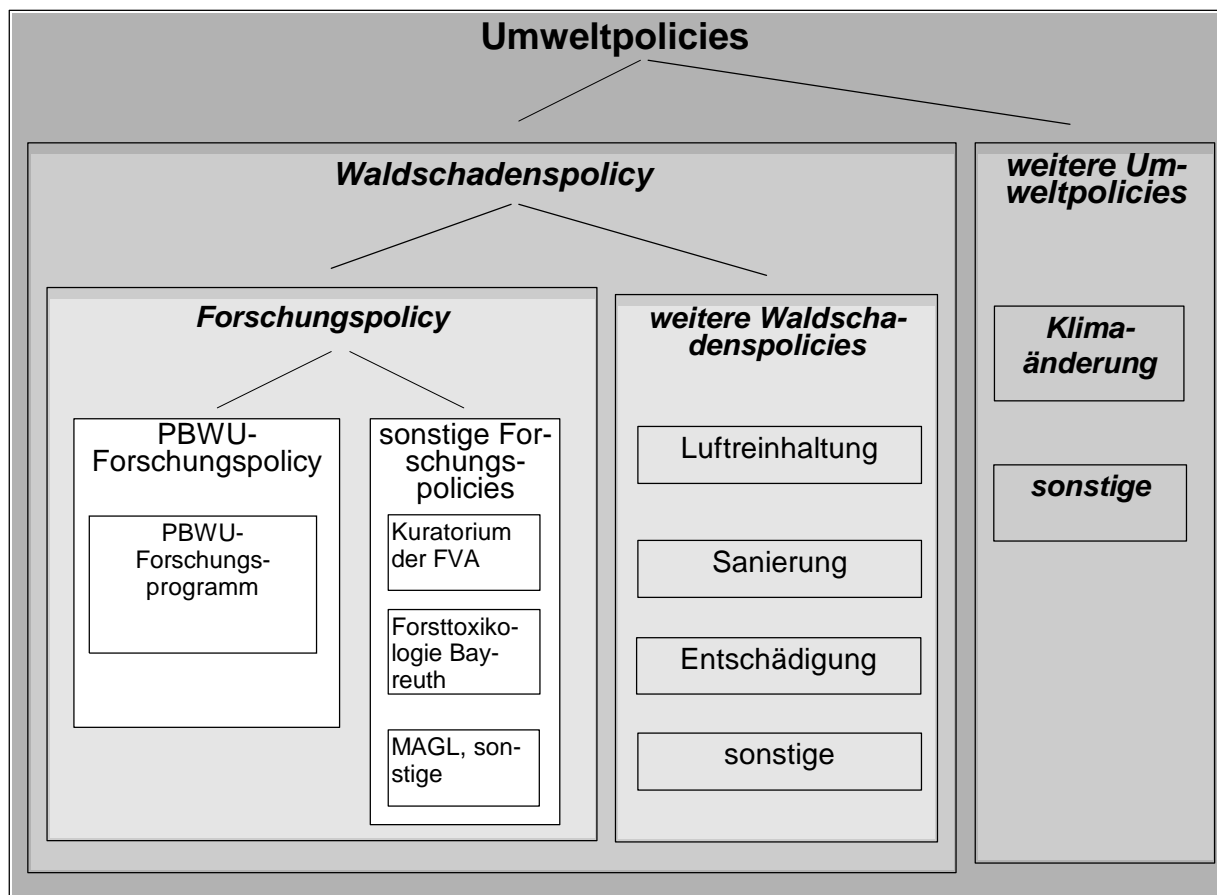 Umweltpolicies
Waldschadenspolicy
Forschungspolicy
PBWU-
Forschungspolicy
PBWU-
Forschungs-
programm
sonstige For-
schungs-
policies
Kuratorium
der FVA
Forsttoxiko-
logie Bay-
reuth
MAGL, son-
stige
weitere Waldscha-
denspolicies
Luftreinhaltung
Sanierung
Entschädigung
sonstige
weitere Um-
weltpolicies
Klima-
änderung
sonstige